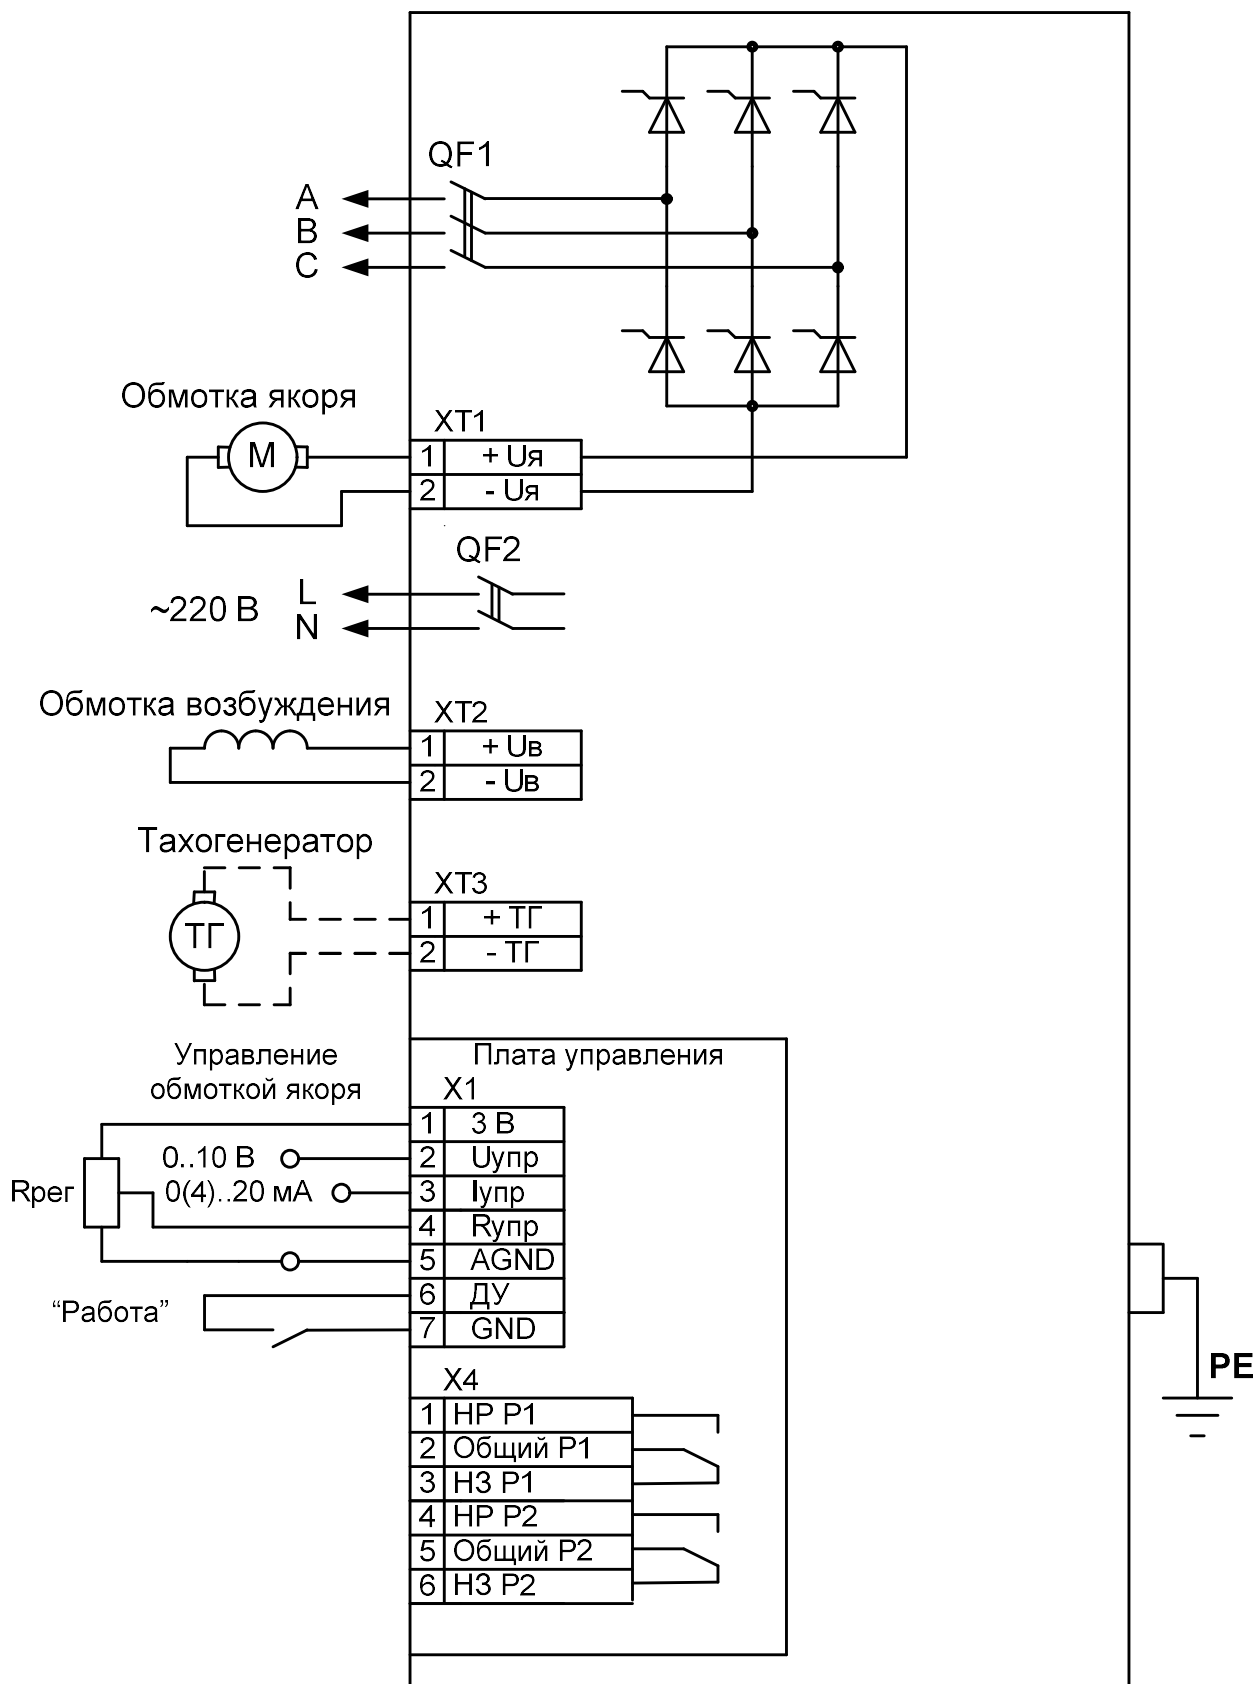 QF1
A
B
C
Обмотка якоря
XT1
M
1 + Uя
2 - Uя
QF2
~220 В
L
N
Обмотка возбуждения
XT2
1 + Uв
2 - Uв
Тахогенератор
XT3
ТГ
1 + ТГ
2 - ТГ
Управление
обмоткой якоря
Плата управления
X1
1 3 В
0..10 В 2 Uупр
Rрег 0(4)..20 мА 3 Iупр
4 Rупр
5 AGND
“Работа” 6 ДУ
7 GND
PE
X4
1 НР Р1
2 Общий Р1
3 НЗ Р1
4 НР Р2
5 Общий Р2
6 НЗ Р2